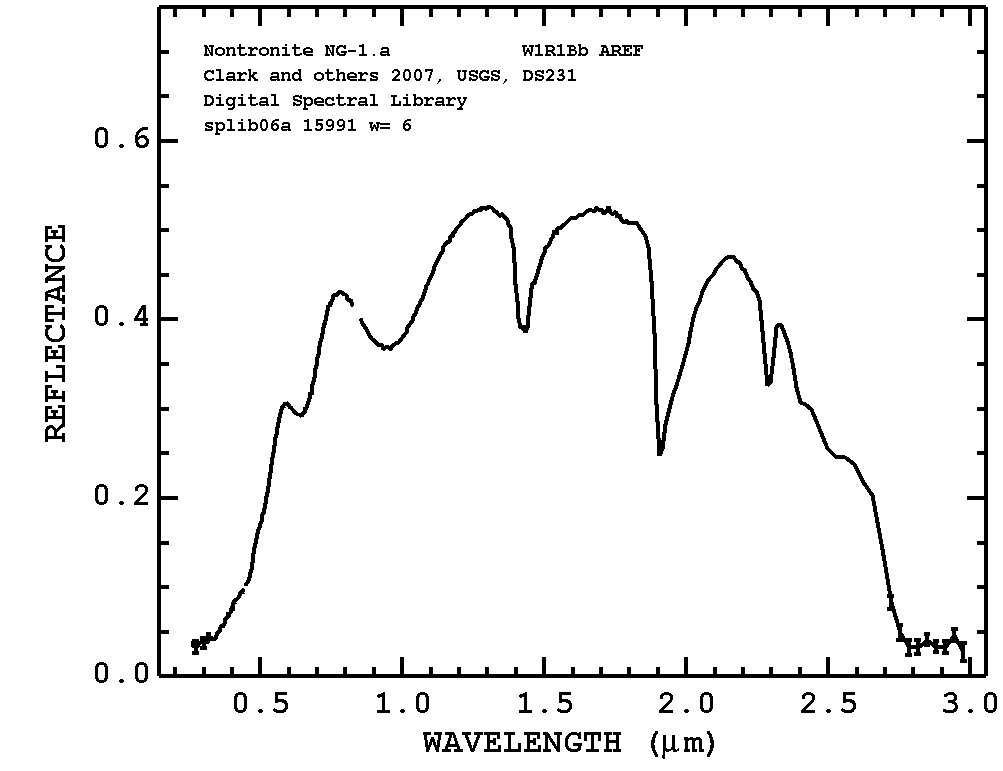 Nontronite NG-1.a W1R1Bb AREF
Clark and others 2007, USGS, DS231
Digital Spectral Library
splib06a 15991 w= 6
0.6
0.4
0.2
0.0
REFLECTANCE
0.5 1.0 1.5 2.0 2.5 3.0
WAVELENGTH (μm)